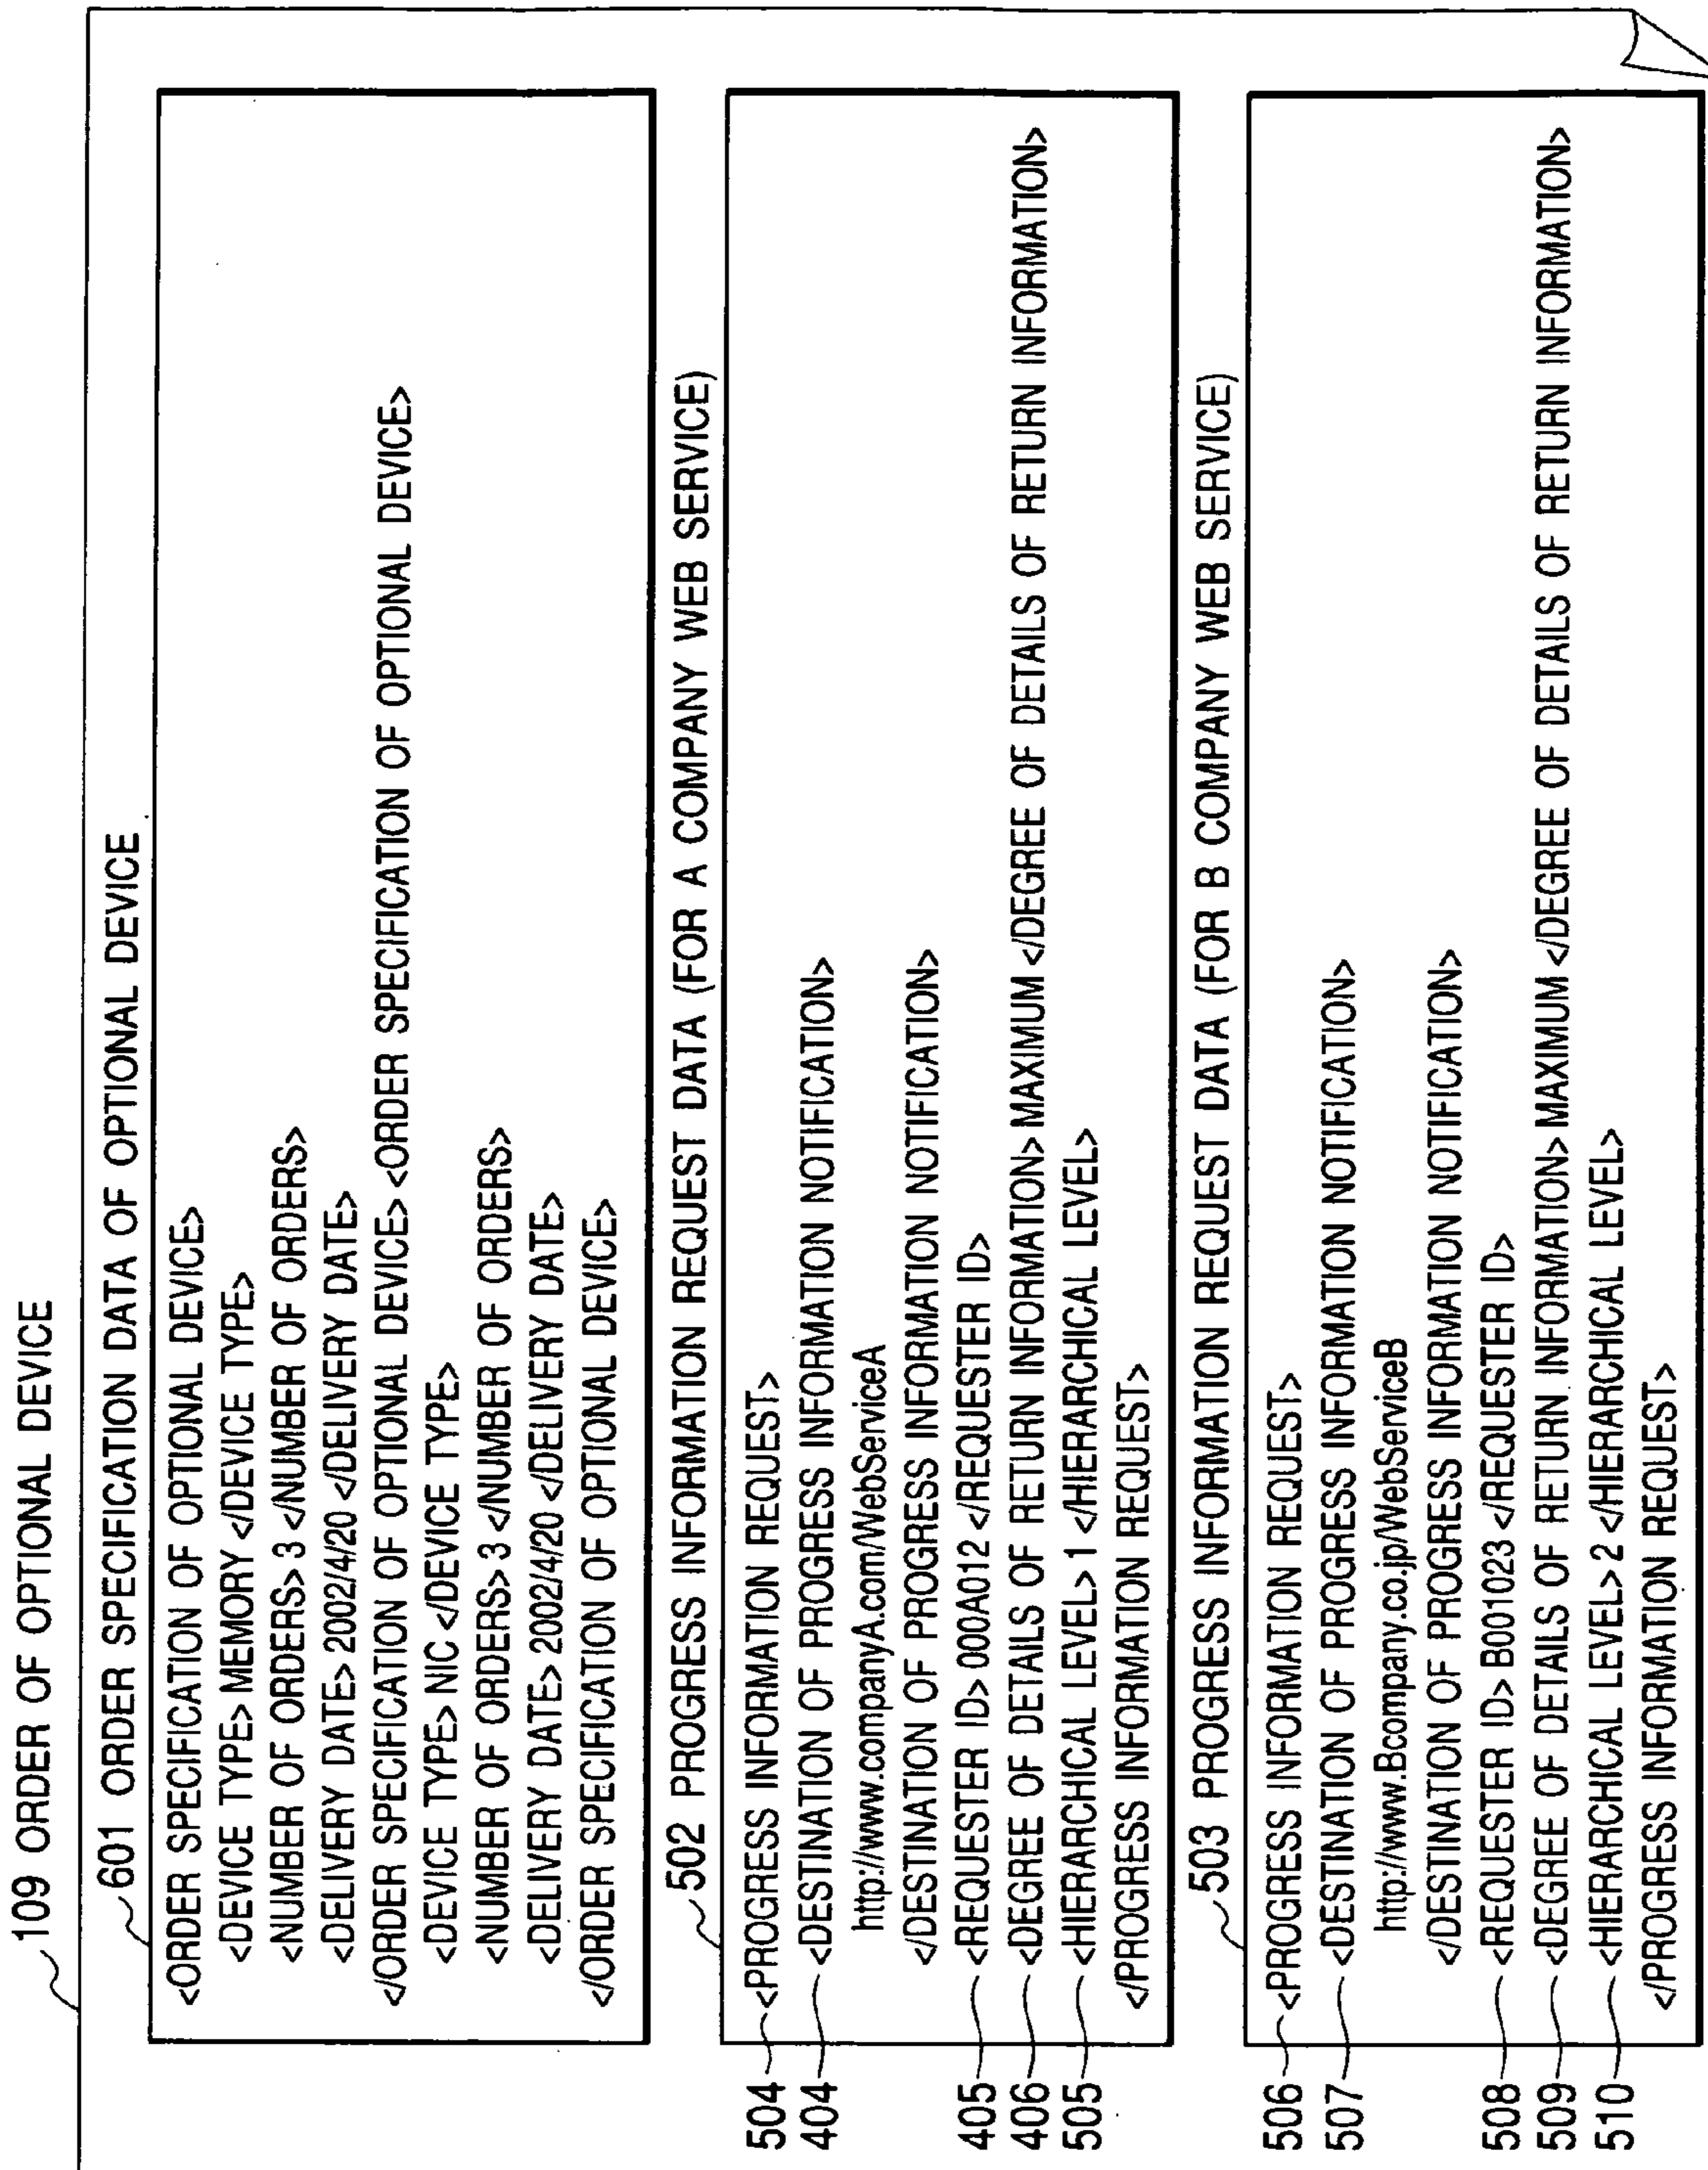 109 ORDER OF OPTIONAL DEVICE
601 ORDER SPECIFICATION DATA OF OPTIONAL DEVICE
<ORDER SPECIFICATION OF OPTIONAL DEVICE>
<DEVICE TYPE> MEMORY </DEVICE TYPE>
<NUMBER OF ORDERS> 3 </NUMBER OF ORDERS>
<DELIVERY DATE> 2002/4/20 </DELIVERY DATE>
</ORDER SPECIFICATION OF OPTIONAL DEVICE> <ORDER SPECIFICATION OF OPTIONAL DEVICE>
<DEVICE TYPE> NIC </DEVICE TYPE>
<NUMBER OF ORDERS> 3 </NUMBER OF ORDERS>
<DELIVERY DATE> 2002/4/20 </DELIVERY DATE>
</ORDER SPECIFICATION OF OPTIONAL DEVICE>
502 PROGRESS INFORMATION REQUEST DATA (FOR A COMPANY WEB SERVICE)
504 <PROGRESS INFORMATION REQUEST>
404 <DESTINATION OF PROGRESS INFORMATION NOTIFICATION>
http://www.companyA.com/WebServiceA
</DESTINATION OF PROGRESS INFORMATION NOTIFICATION>
405 <REQUESTER ID> 000A012 </REQUESTER ID>
406 <DEGREE OF DETAILS OF RETURN INFORMATION> MAXIMUM </DEGREE OF DETAILS OF RETURN INFORMATION>
505 <HIERARCHICAL LEVEL> 1 </HIERARCHICAL LEVEL>
</PROGRESS INFORMATION REQUEST>
503 PROGRESS INFORMATION REQUEST DATA (FOR B COMPANY WEB SERVICE)
506 <PROGRESS INFORMATION REQUEST>
507 <DESTINATION OF PROGRESS INFORMATION NOTIFICATION>
http://www.Bcompany.co.jp/WebServiceB
</DESTINATION OF PROGRESS INFORMATION NOTIFICATION>
508 <REQUESTER ID> B001023 </REQUESTER ID>
509 <DEGREE OF DETAILS OF RETURN INFORMATION> MAXIMUM </DEGREE OF DETAILS OF RETURN INFORMATION>
510 <HIERARCHICAL LEVEL> 2 </HIERARCHICAL LEVEL>
</PROGRESS INFORMATION REQUEST>